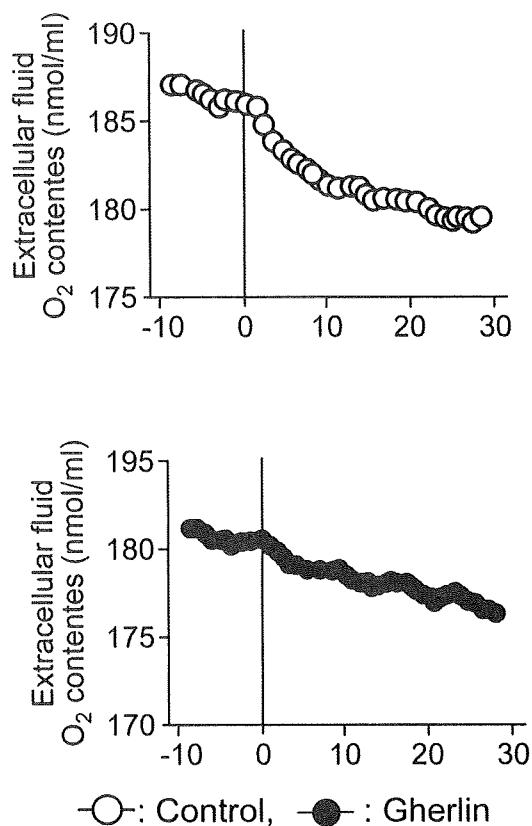 190
185
180
175
Extracellular fluid
O₂ contentes (nmol/ml)
-10 0 10 20 30
195
180
175
170
Extracellular fluid
O₂ contentes (nmol/ml)
-10 0 10 20 30
: Control, : Gherlin